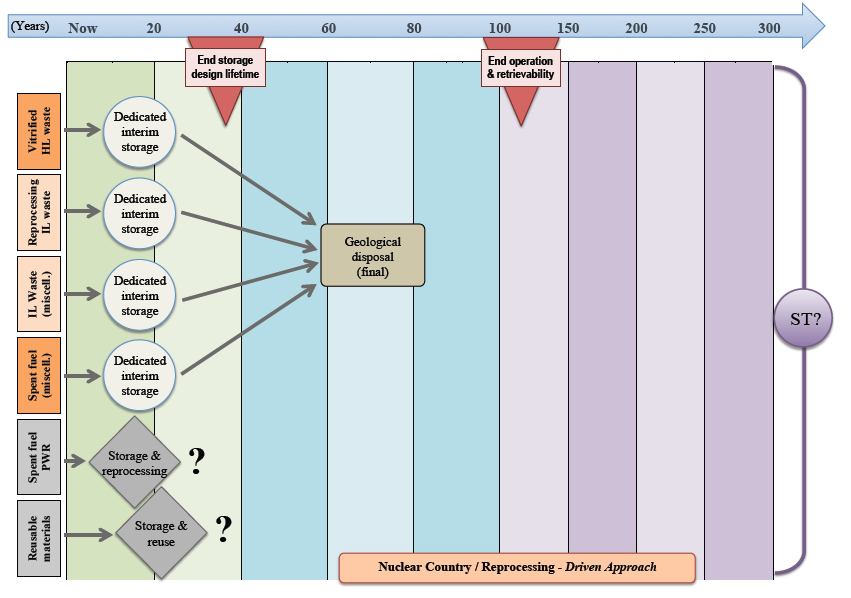 (Years) Now 20 40 60 80 100 150 200 250 300
End storage
design lifetime
End operation
& retrievability
Vitrified
HL waste
Dedicated
interim
storage
Reprocessing
IL waste
Dedicated
interim
storage
Geological
disposal
(final)
IL Waste
(miscell.)
Dedicated
interim
storage
ST?
Spent fuel
(miscell.)
Dedicated
interim
storage
Spent fuel
PWR
Storage &
reprocessing
?
Reusable
materials
Storage &
reuse
?
Nuclear Country / Reprocessing - Driven Approach